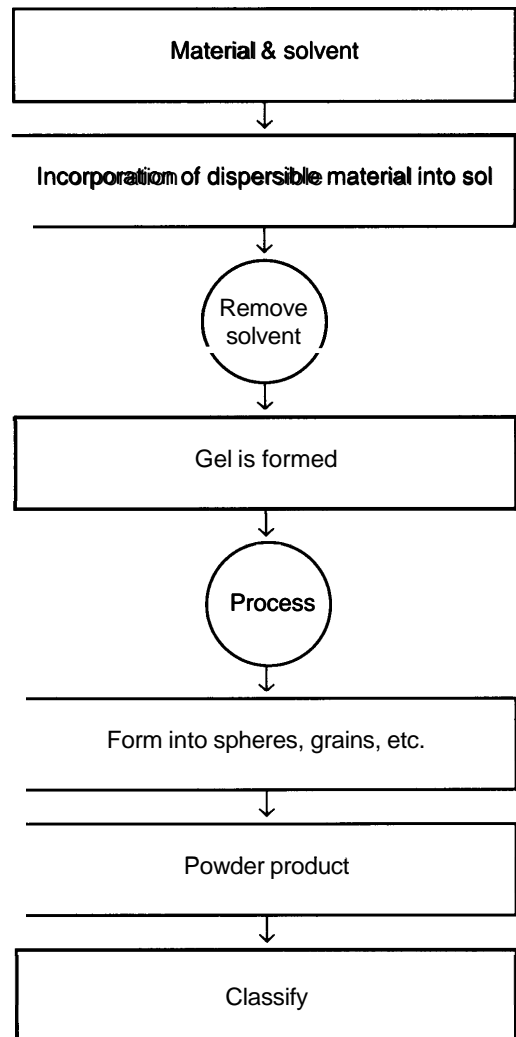 Material & solvent
Incorporation of dispersible material into sol
Remove
solvent
Gel is formed
Process
Form into spheres, grains, etc.
Powder product
Classify